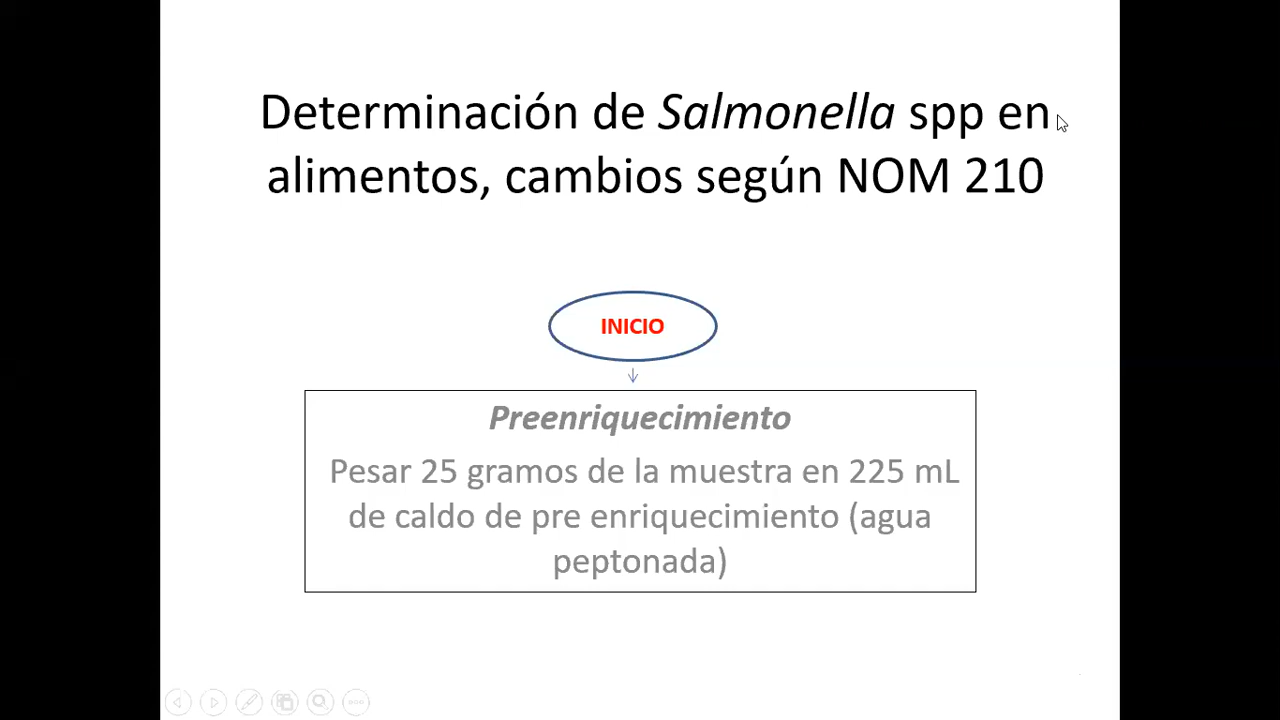 Determinación de Salmonella spp en
alimentos, cambios según NOM 210
INICIO
Preenriquecimiento
Pesar 25 gramos de la muestra en 225 mL
de caldo de pre enriquecimiento (agua
peptonada)